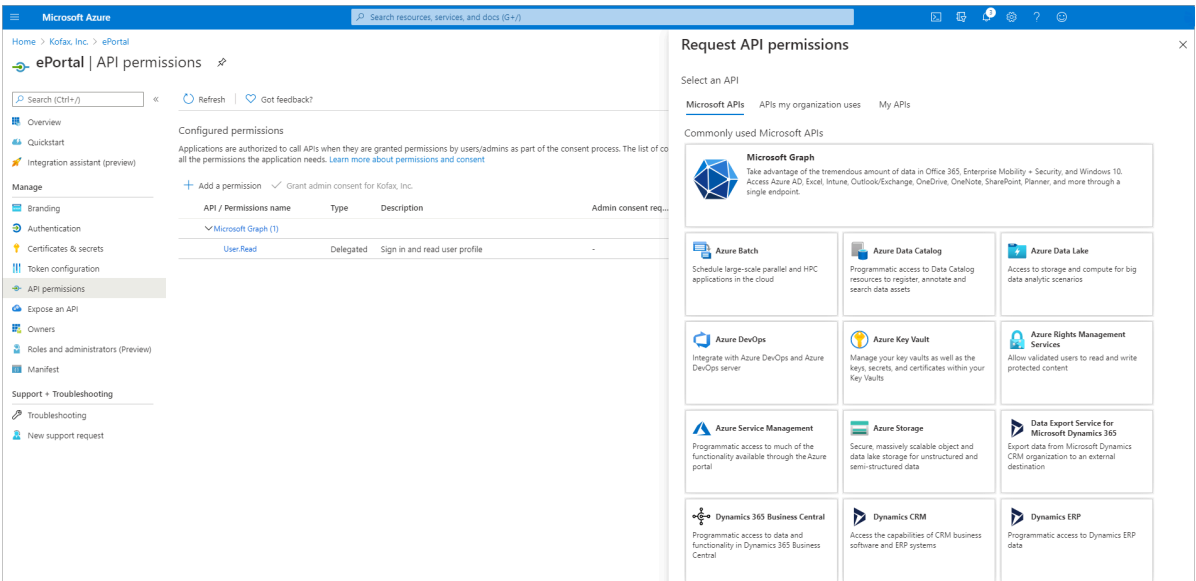 Microsoft Azure
Search resources, services, and docs (G+/)
3
Home > Kofax, Inc. > ePortal
ePortal | API permissions
Search (Ctrl+/)
«
Overview
Quickstart
Integration assistant (preview)
Manage
Branding
Authentication
Certificates & secrets
Token configuration
API permissions
Expose an API
Owners
Roles and administrators (Preview)
Manifest
Support + Troubleshooting
Troubleshooting
New support request
Refresh
Got feedback?
Configured permissions
Applications are authorized to call APIs when they are granted permissions by users/admins as part of the consent process. The list of co
all the permissions the application needs. Learn more about permissions and consent
Add a permission
Grant admin consent for Kofax, Inc.
API / Permissions name Type Description Admin consent req...
Microsoft Graph (1)
User.Read Delegated Sign in and read user profile -
Request API permissions
Select an API
Microsoft APIs APIs my organization uses My APIs
Commonly used Microsoft APIs
Microsoft Graph
Take advantage of the tremendous amount of data in Office 365, Enterprise Mobility + Security, and Windows 10.
Access Azure AD, Excel, Intune, Outlook/Exchange, OneDrive, OneNote, SharePoint, Planner, and more through a
single endpoint.
Azure Batch
Schedule large-scale parallel and HPC
applications in the cloud
Azure Data Catalog
Programmatic access to Data Catalog
resources to register, annotate and
search data assets
Azure Data Lake
Access to storage and compute for big
data analytic scenarios
Azure DevOps
Integrate with Azure DevOps and Azure
DevOps server
Azure Key Vault
Manage your key vaults as well as the
keys, secrets, and certificates within your
Key Vaults
Azure Rights Management
Services
Allow validated users to read and write
protected content
Azure Service Management
Programmatic access to much of the
functionality available through the Azure
portal
Azure Storage
Secure, massively scalable object and
data lake storage for unstructured and
semi-structured data
Data Export Service for
Microsoft Dynamics 365
Export data from Microsoft Dynamics
CRM organization to an external
destination
Dynamics 365 Business Central
Programmatic access to data and
functionality in Dynamics 365 Business
Central
Dynamics CRM
Access the capabilities of CRM business
software and ERP systems
Dynamics ERP
Programmatic access to Dynamics ERP
data